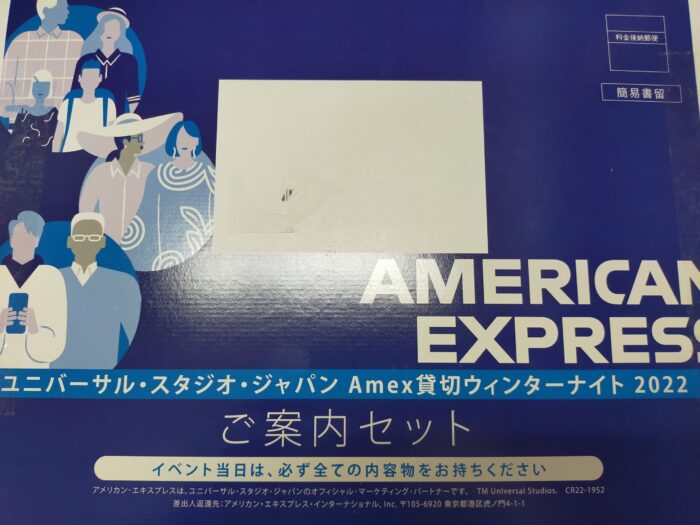 料金後納郵便
簡易書留
AMERICAN
EXPRESS
ユニバーサル・スタジオ・ジャパン Amex貸切ウィンターナイト 2022
ご案内セット
イベント当日は、必ず全ての内容物をお持ちください
アメリカン・エキスプレスは、ユニバーサル・スタジオ・ジャパンのオフィシャル・マーケティング・パートナーです。 TM Universal Studios. CR22-1952
差出人返還先:アメリカン・エキスプレス・インターナショナル, Inc. 〒105-6920 東京都港区虎ノ門4-1-1